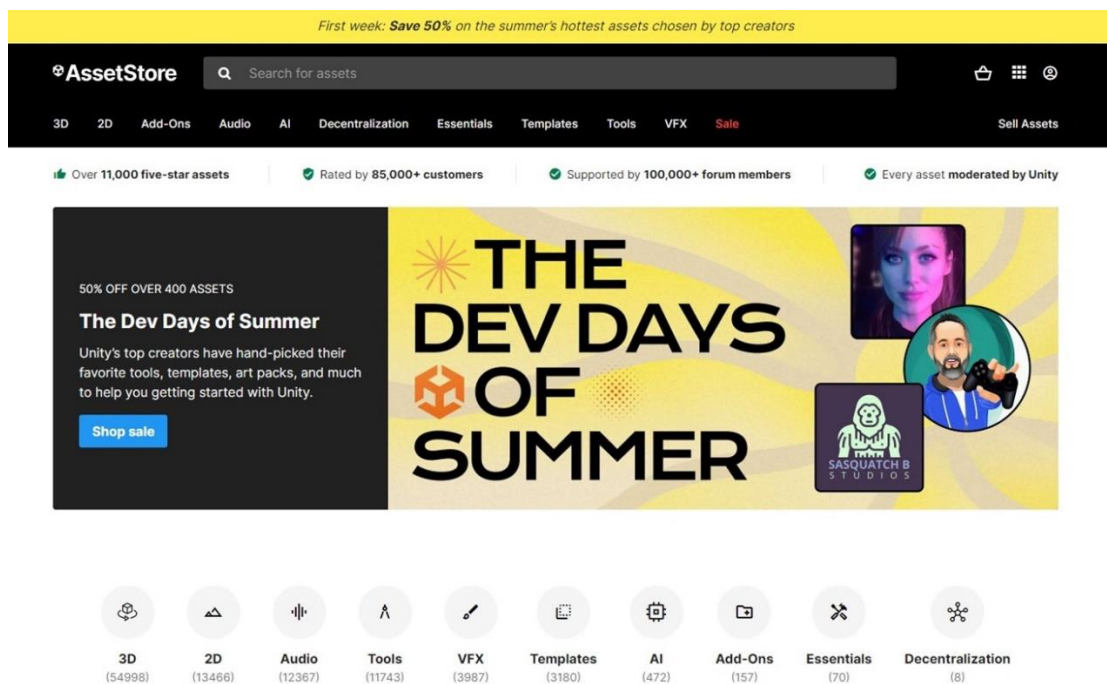 First week: Save 50% on the summer's hottest assets chosen by top creators
AssetStore
Search for assets
3D 2D Add-Ons Audio AI Decentralization Essentials Templates Tools VFX Sale Sell Assets
Over 11,000 five-star assets Rated by 85,000+ customers Supported by 100,000+ forum members Every asset moderated by Unity
50% OFF OVER 400 ASSETS
The Dev Days of Summer
Unity's top creators have hand-picked their
favorite tools, templates, art packs, and much
to help you getting started with Unity.
Shop sale
THE
DEV DAYS
OF
SUMMER
SASQUATCH B
STUDIOS
3D 2D Audio Tools VFX Templates AI Add-Ons Essentials Decentralization
(54998) (13466) (12367) (11743) (3987) (3180) (472) (157) (70) (8)